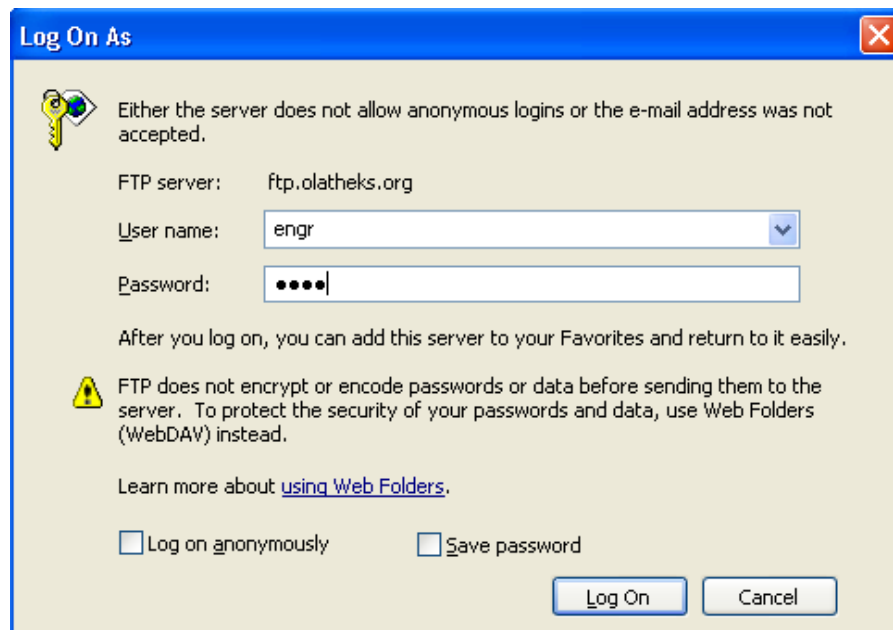 Log On As
Either the server does not allow anonymous logins or the e-mail address was not
accepted.
FTP server: ftp.olatheks.org
User name: engr
Password: ●●●●
After you log on, you can add this server to your Favorites and return to it easily.
FTP does not encrypt or encode passwords or data before sending them to the
server. To protect the security of your passwords and data, use Web Folders
(WebDAV) instead.
Learn more about using Web Folders.
Log on anonymously Save password
Log On Cancel